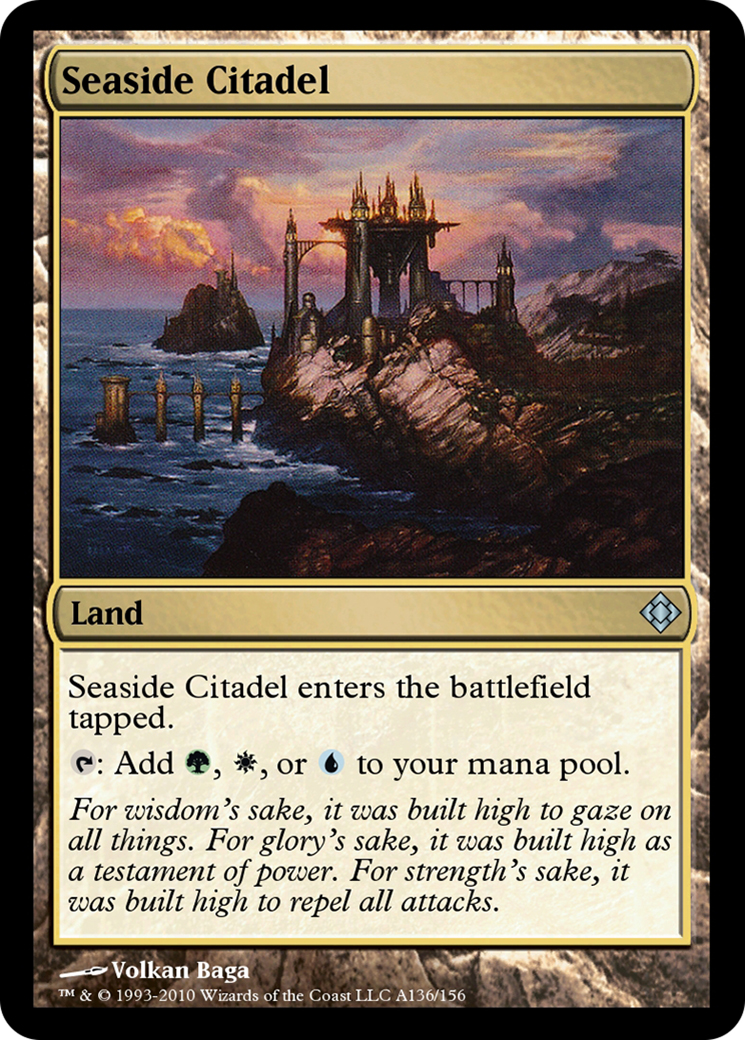 Seaside Citadel
Land
Seaside Citadel enters the battlefield
tapped.
: Add , , or to your mana pool.
For wisdom's sake, it was built high to gaze on
all things. For glory's sake, it was built high as
a testament of power. For strength's sake, it
was built high to repel all attacks.
Volkan Baga
™ & © 1993-2010 Wizards of the Coast LLC A136/156